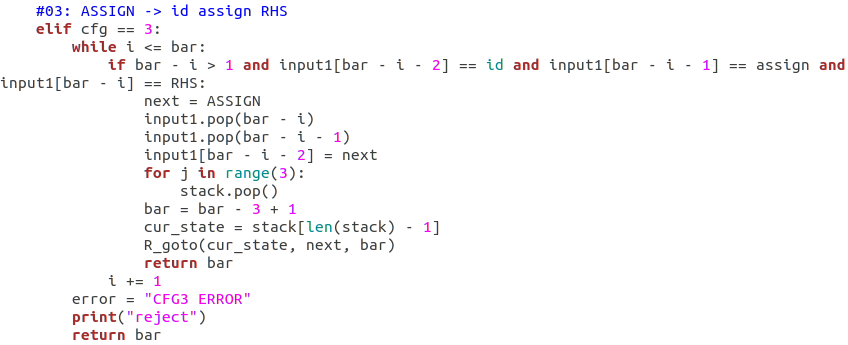 #03: ASSIGN -> id assign RHS
    elif cfg == 3:
        while i <= bar:
            if bar - i > 1 and input1[bar - i - 2] == id and input1[bar - i - 1] == assign and
input1[bar - i] == RHS:
                next = ASSIGN
                input1.pop(bar - i)
                input1.pop(bar - i - 1)
                input1[bar - i - 2] = next
                for j in range(3):
                    stack.pop()
                bar = bar - 3 + 1
                cur_state = stack[len(stack) - 1]
                R_goto(cur_state, next, bar)
                return bar
            i += 1
        error = "CFG3 ERROR"
        print("reject")
        return bar